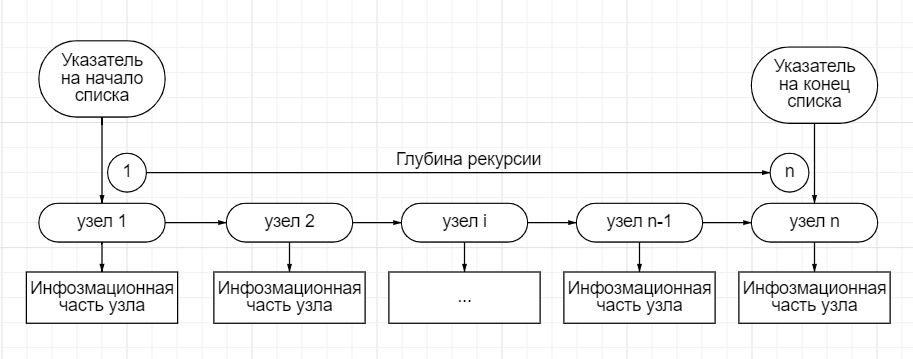 Указатель
на начало
списка
Указатель
на конец
списка
1
Глубина рекурсии
n
узел 1
узел 2
узел i
узел n-1
узел n
Инфозмационная
часть узла
Инфозмационная
часть узла
...
Инфозмационная
часть узла
Инфозмационная
часть узла